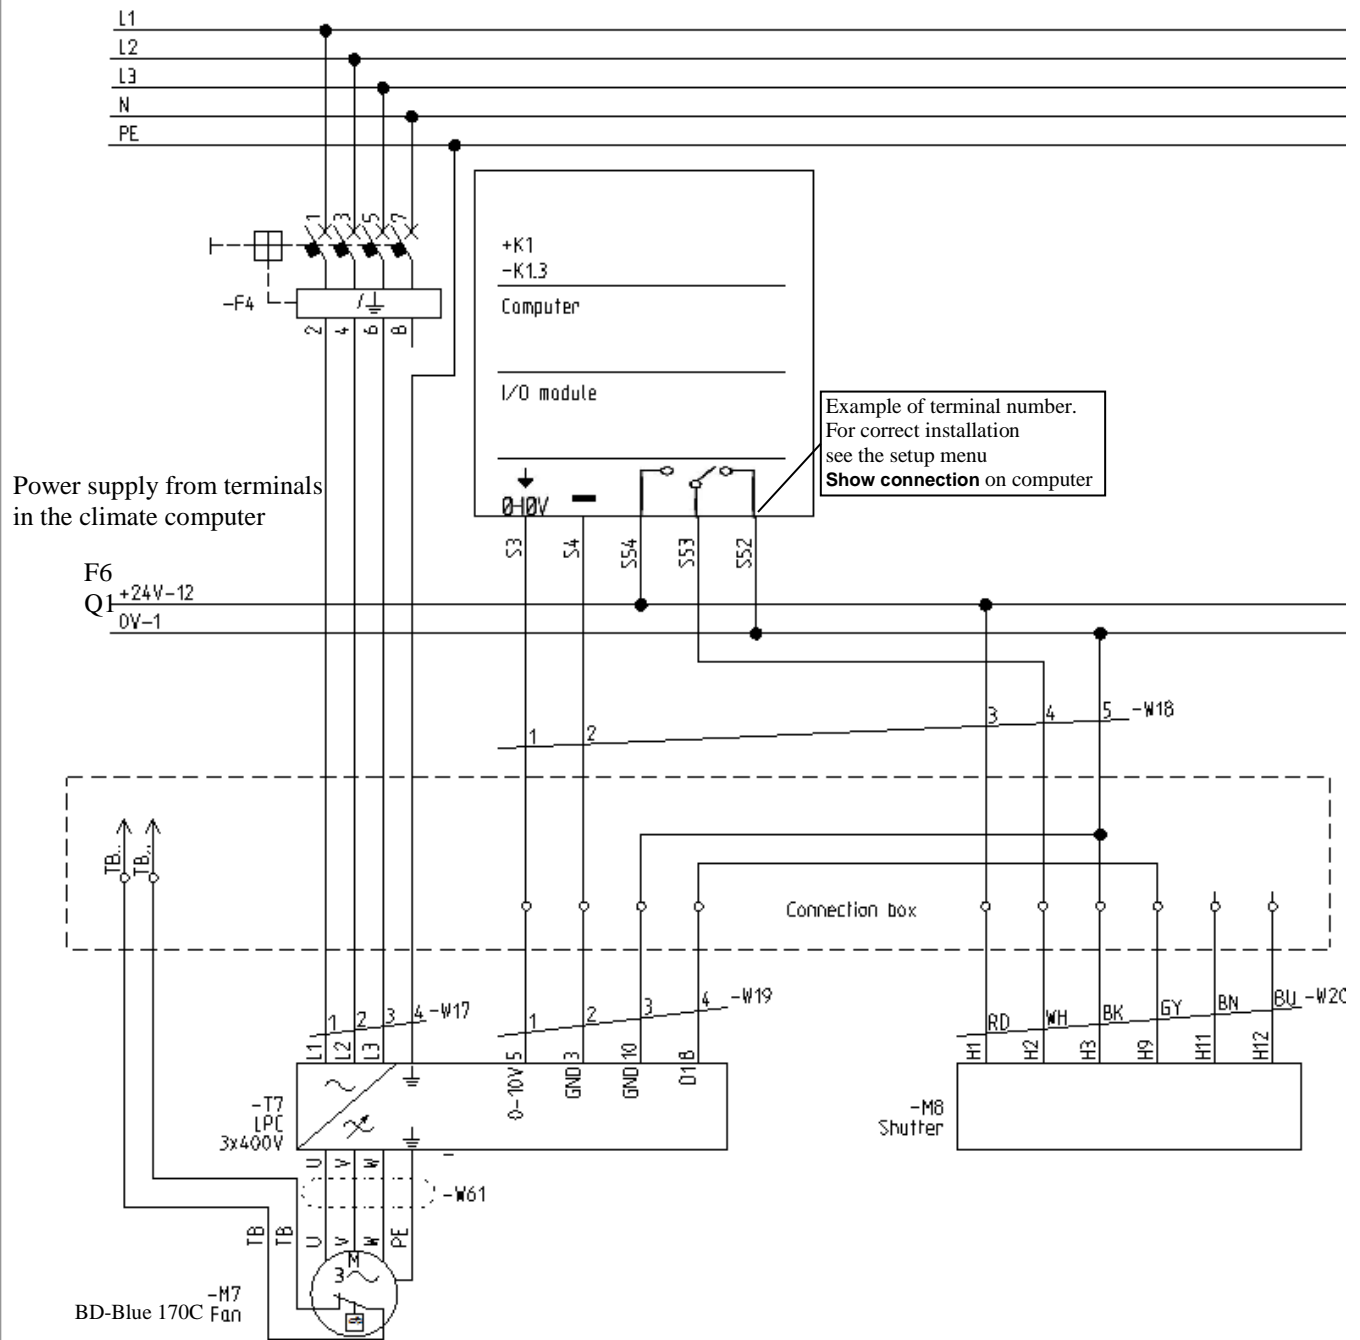 L1
L2
L3
N
PE
1 3 5 7
-F4
2 4 6 8
+K1
-K1.3
Computer
I/O module
0-10V
Example of terminal number.
For correct installation
see the setup menu
Show connection on computer
Power supply from terminals
in the climate computer
S3 S4 S54 S53 S52
F6
Q1 +24V-12
0V-1
1 2 3 4 5 -W18
TB.. TB..
Connection box
1 2 3 4 -W17
1 2 3 4 -W19
RD WH BK GY BN BU -W20
L1 L2 L3
0-10V 5 GND 3 GND 10 D1 8
H1 H2 H3 H9 H11 H12
-T7
LPC
3x400V
-M8
Shutter
U V W
-W61
TB TB U V W PE
M
3
-M7
BD-Blue 170C Fan